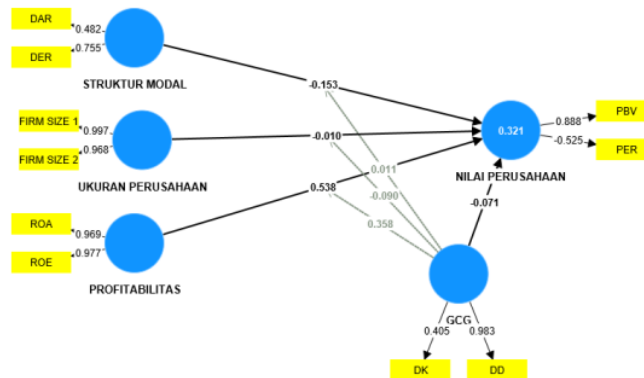 DAR
0.482
0.755
DER
STRUKTUR MODAL
-0.153
FIRM SIZE 1
0.997
0.968
FIRM SIZE 2
UKURAN PERUSAHAAN
-0.010
0.321
NILAI PERUSAHAAN
0.888
PBV
-0.525
PER
0.011
-0.090
0.358
0.538
-0.071
ROA
0.969
0.977
ROE
PROFITABILITAS
GCG
0.405
0.983
DK
DD